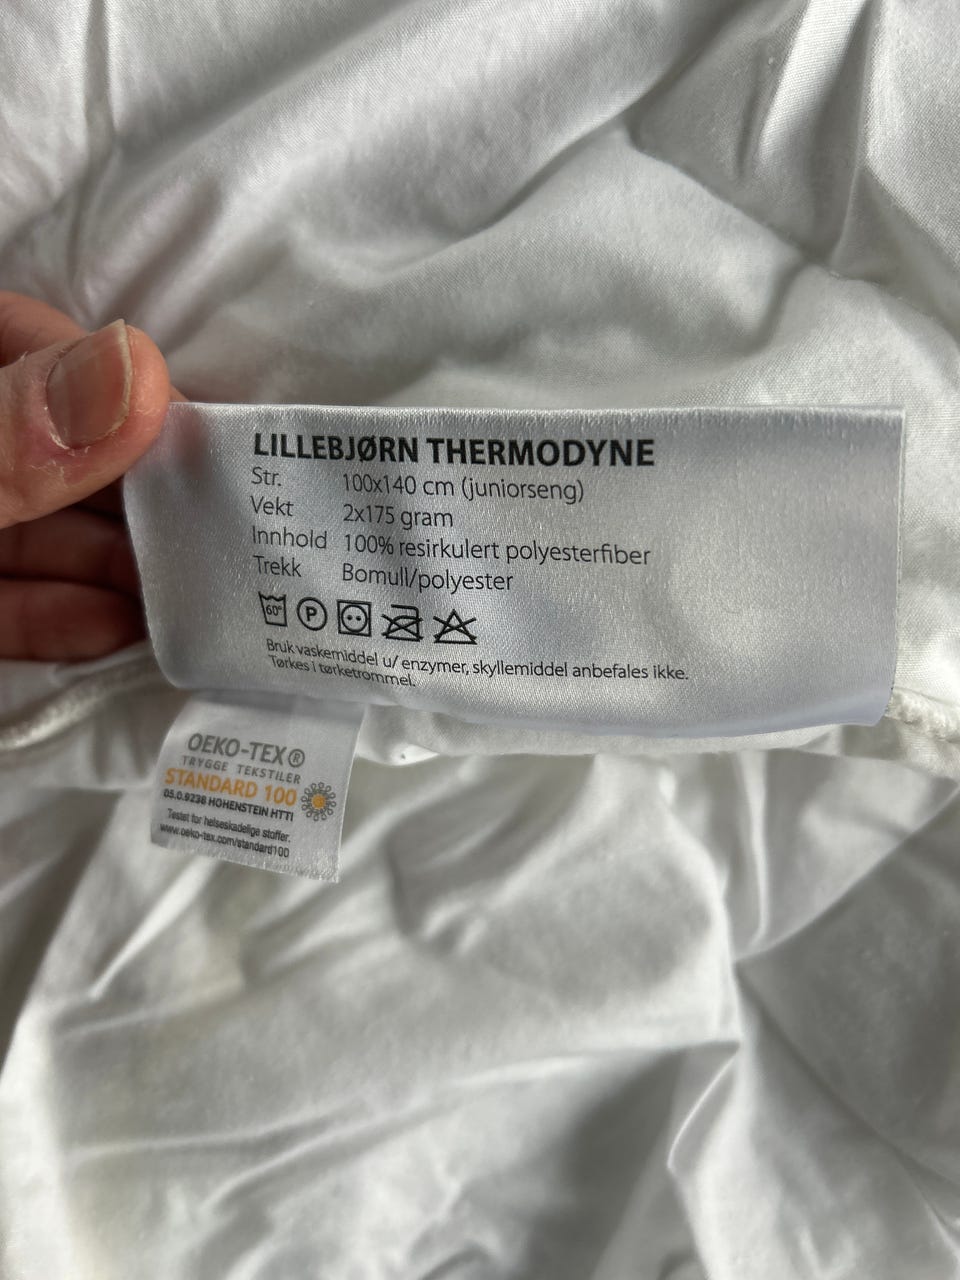 LILLEBJØRN THERMODYNE
Str. 100x140 cm (juniorseng)
Vekt 2x175 gram
Innhold 100% resirkulert polyesterfiber
Trekk Bomull/polyester
60° P
Bruk vaskemiddel u/ enzymer, skyllemiddel anbefales ikke.
Tørkes i tørketrommel.
OEKO-TEX®
TRYGGE TEKSTILER
STANDARD 100
05.0.9238 HOHENSTEIN HTTI
Testet for helseskadelige stoffer.
www.oeko-tex.com/standard100